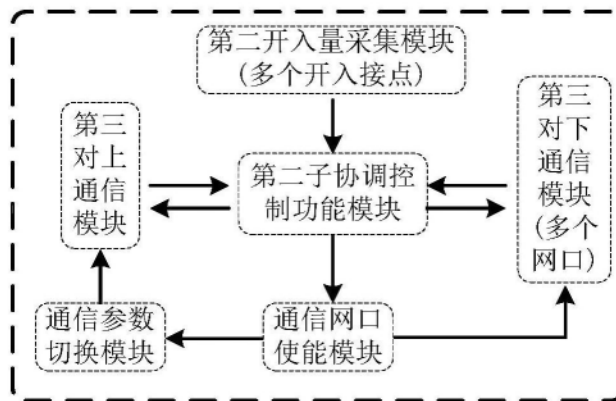 第二开入量采集模块
(多个开入接点)
第三
对上
通信
模块
第二子协调控
制功能模块
第三
对下
通信
模块
(多个
网口)
通信参数
切换模块
通信网口
使能模块